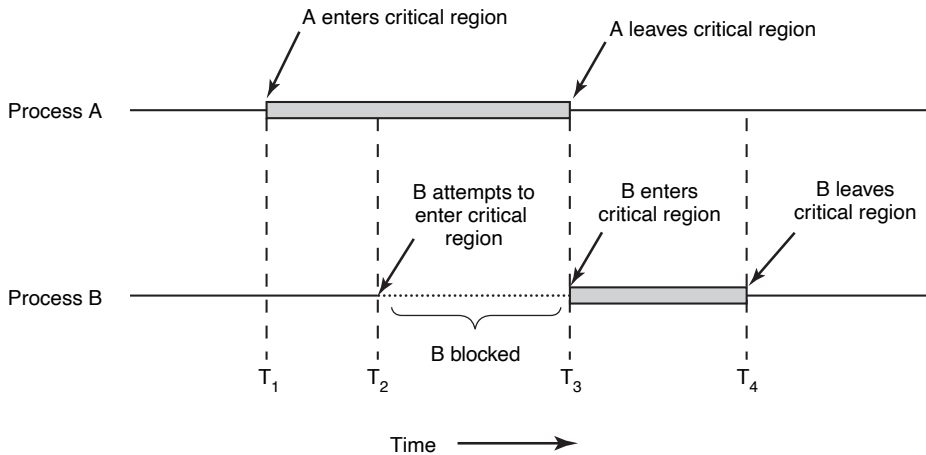 A enters critical region
A leaves critical region
Process A
B attempts to
enter critical
region
B enters
critical region
B leaves
critical region
Process B
B blocked
T1
T2
T3
T4
Time